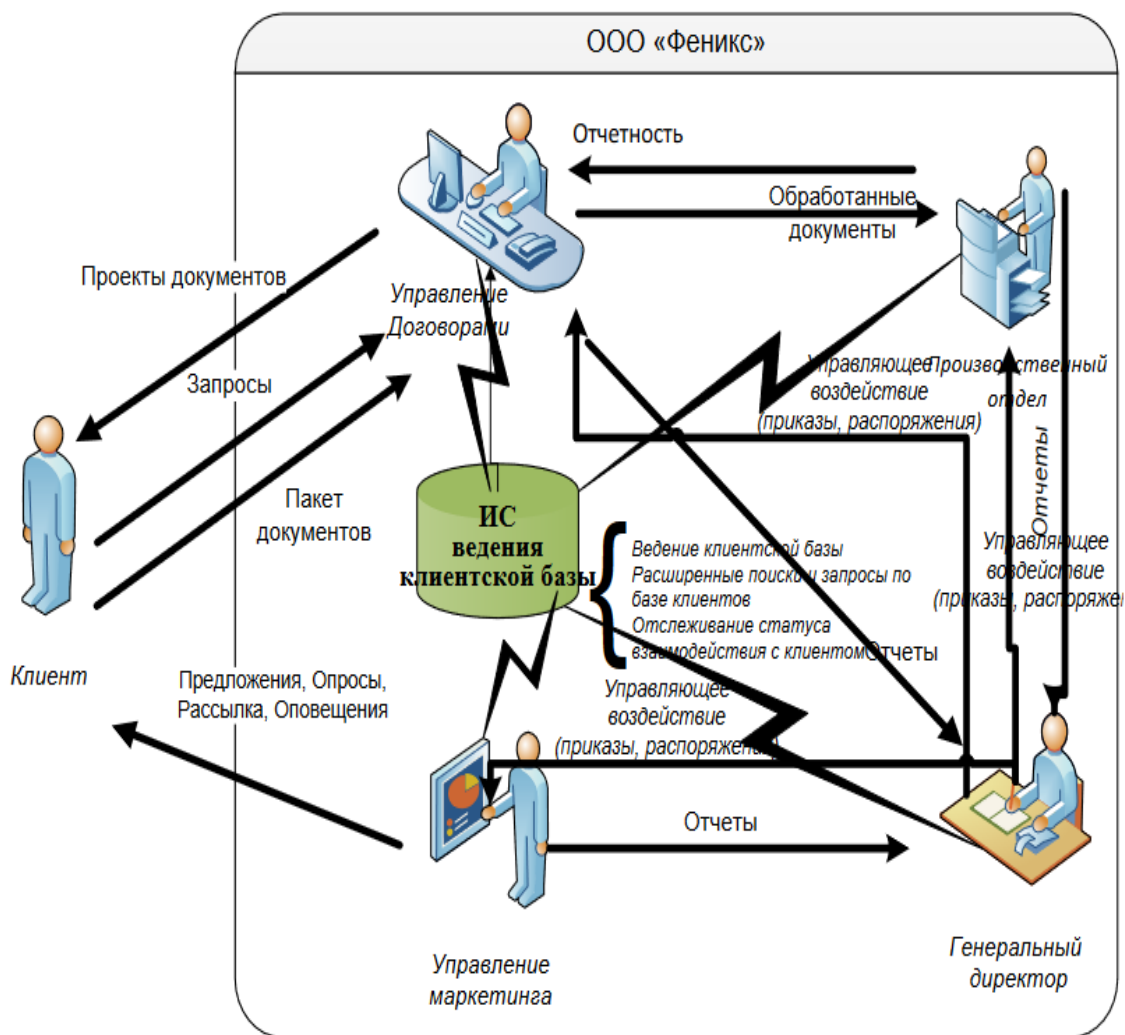 ООО «Феникс»
Отчетность
Обработанные
документы
Проекты документов
Управление
Договорами
Запросы
Управляющее
воздействие
(приказы, распоряжения)
Производственный
отдел
Отчеты
Пакет
документов
ИС
ведения
клиентской базы
Ведение клиентской базы
Расширенные поиски и запросы по
базе клиентов
Отслеживание статуса
взаимодействия с клиентом
Отчеты
Управляющее
воздействие
(приказы, распоряжен
Клиент
Предложения, Опросы,
Рассылка, Оповещения
Управляющее
воздействие
(приказы, распоряжения)
Отчеты
Управление
маркетинга
Генеральный
директор